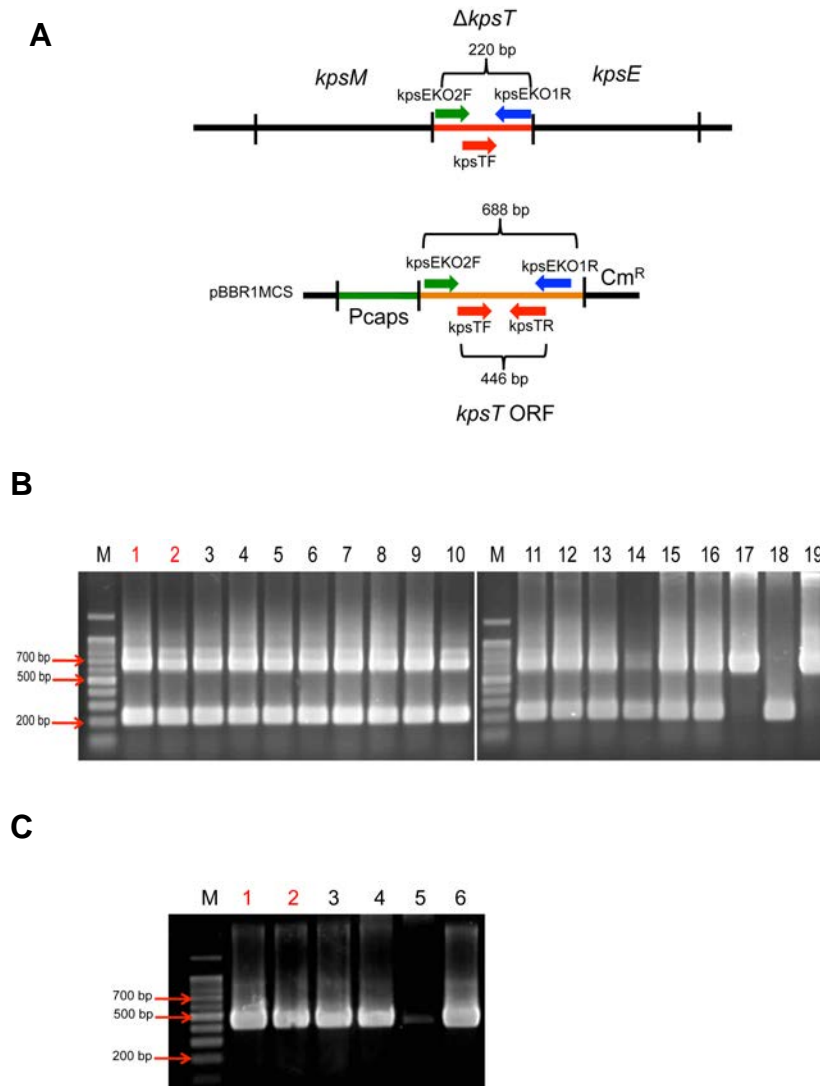 A
ΔkpsT
220 bp
kpsM
kpsE
kpsEKO2F
kpsEKO1R
kpsTF
688 bp
kpsEKO2F
kpsEKO1R
CmR
pBBR1MCS
Pcaps
kpsTF
kpsTR
446 bp
kpsT ORF
B
M 1 2 3 4 5 6 7 8 9 10 M 11 12 13 14 15 16 17 18 19
700 bp
500 bp
200 bp
C
M 1 2 3 4 5 6
700 bp
500 bp
200 bp